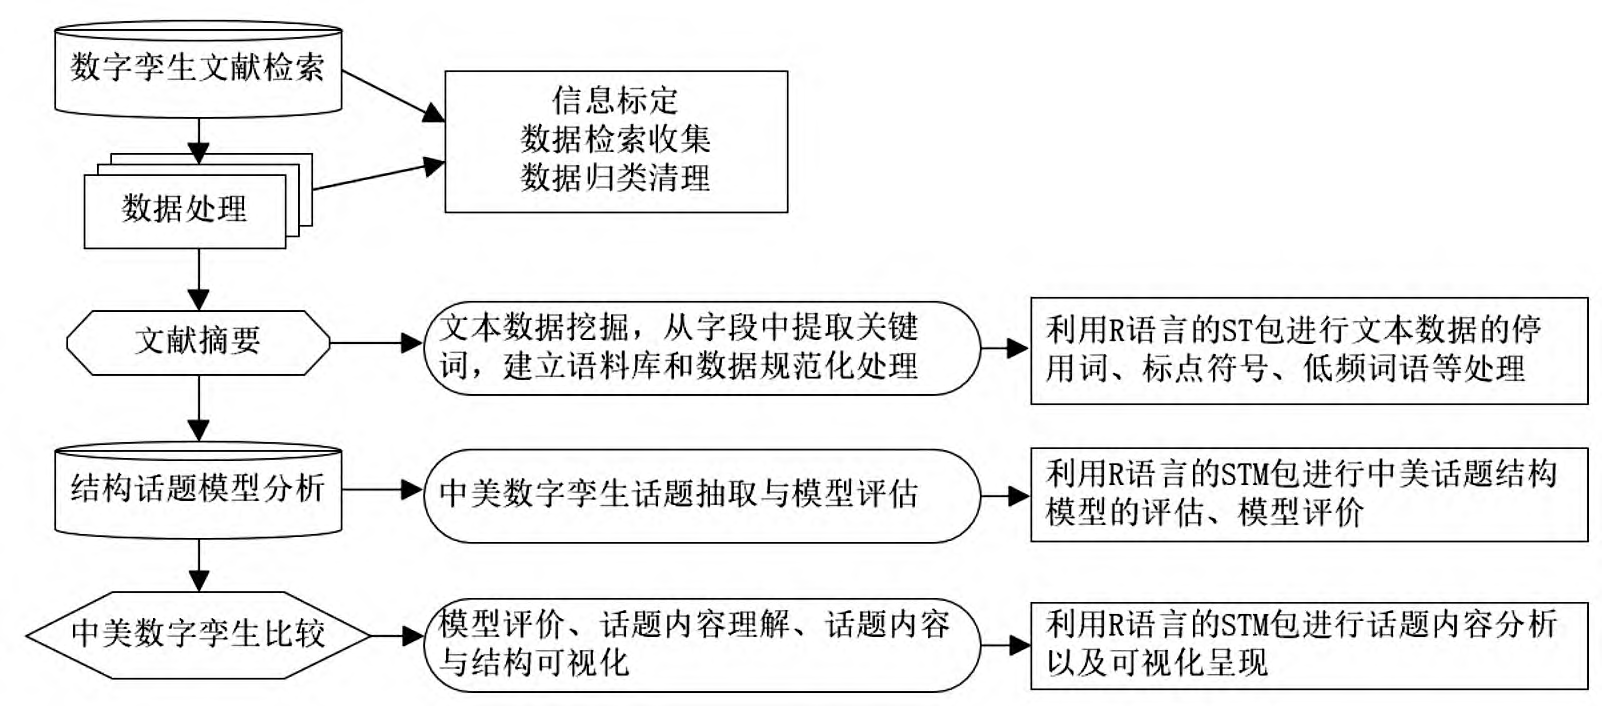 数字孪生文献检索
信息标定
数据检索收集
数据归类清理
数据处理
文献摘要
文本数据挖掘，从字段中提取关键
词，建立语料库和数据规范化处理
利用R语言的ST包进行文本数据的停
用词、标点符号、低频词语等处理
结构话题模型分析
中美数字孪生话题抽取与模型评估
利用R语言的STM包进行中美话题结构
模型的评估、模型评价
中美数字孪生比较
模型评价、话题内容理解、话题内容
与结构可视化
利用R语言的STM包进行话题内容分析
以及可视化呈现